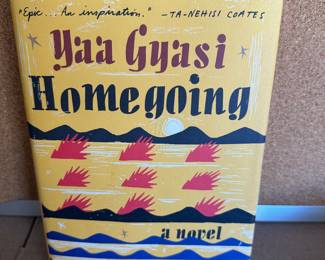 "Epic... An inspiration." —TA-NEHISI COATES
Yaa Gyasi
Homegoing
a novel